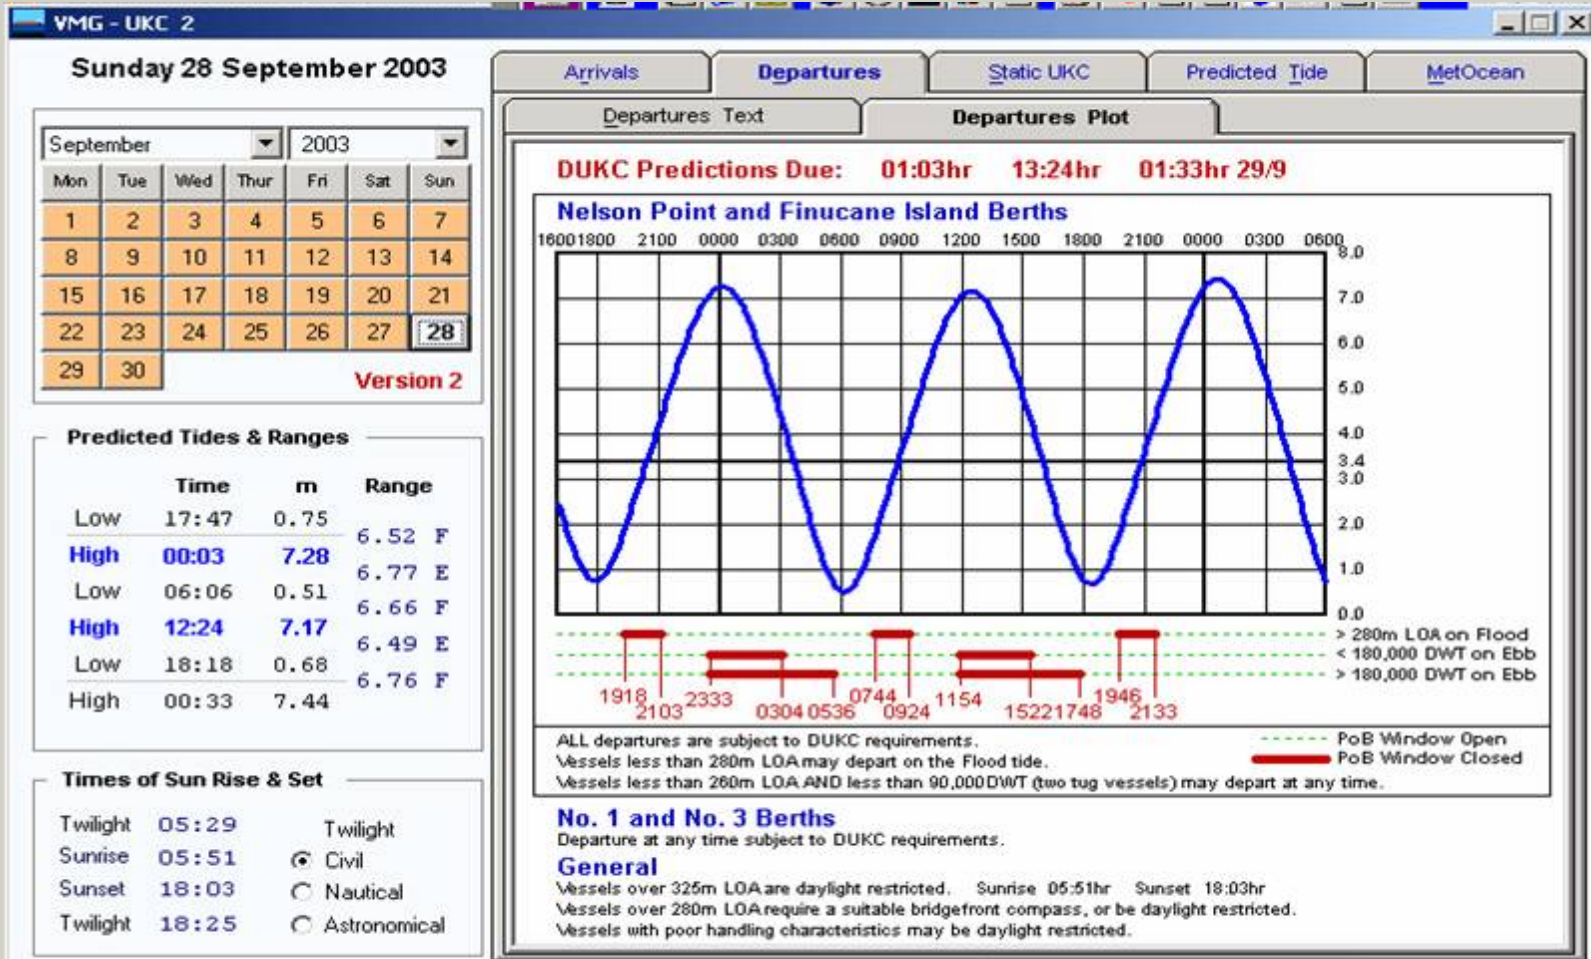 VMG - UKC 2
Sunday 28 September 2003
September 2003
Mon Tue Wed Thur Fri Sat Sun
1 2 3 4 5 6 7
8 9 10 11 12 13 14
15 16 17 18 19 20 21
22 23 24 25 26 27 28
29 30
Version 2
Predicted Tides & Ranges
Time m Range
Low 17:47 0.75
6.52 F
High 00:03 7.28
6.77 E
Low 06:06 0.51
6.66 F
High 12:24 7.17
6.49 E
Low 18:18 0.68
6.76 F
High 00:33 7.44
Times of Sun Rise & Set
Twilight 05:29 Twilight
Sunrise 05:51 Civil
Sunset 18:03 Nautical
Twilight 18:25 Astronomical
Arrivals Departures Static UKC Predicted Tide MetOcean
Departures Text Departures Plot
DUKC Predictions Due: 01:03hr 13:24hr 01:33hr 29/9
Nelson Point and Finucane Island Berths
1600 1800 2100 0000 0300 0600 0900 1200 1500 1800 2100 0000 0300 0600
8.0
7.0
6.0
5.0
4.0
3.4
3.0
2.0
1.0
0.0
> 280m LOA on Flood
< 180,000 DWT on Ebb
> 180,000 DWT on Ebb
1918 2333 0744 1154 1946
2103 0304 0536 0924 1522 1748 2133
ALL departures are subject to DUKC requirements.
Vessels less than 280m LOA may depart on the Flood tide.
Vessels less than 260m LOA AND less than 90,000DWT (two tug vessels) may depart at any time.
PoB Window Open
PoB Window Closed
No. 1 and No. 3 Berths
Departure at any time subject to DUKC requirements.
General
Vessels over 325m LOA are daylight restricted. Sunrise 05:51hr Sunset 18:03hr
Vessels over 280m LOA require a suitable bridgefront compass, or be daylight restricted.
Vessels with poor handling characteristics may be daylight restricted.